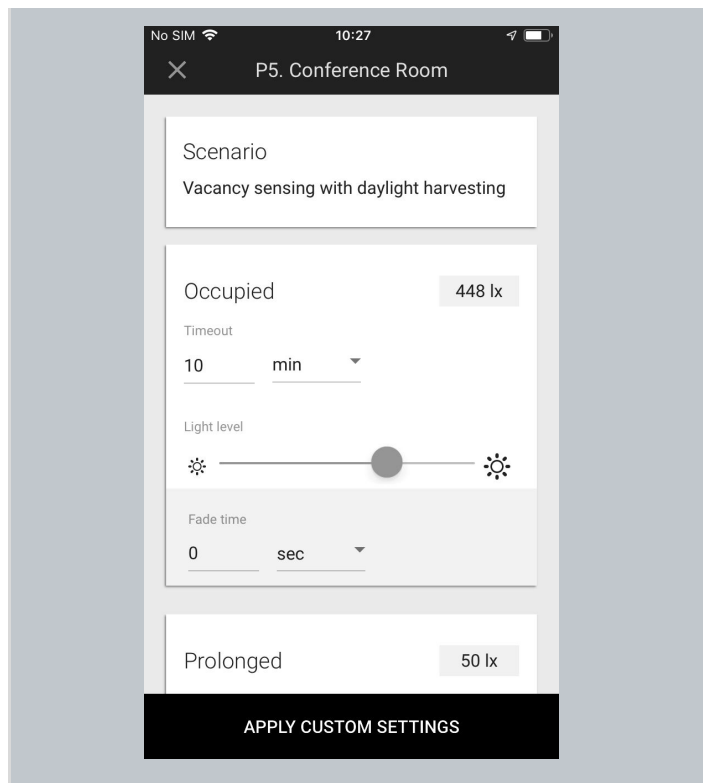 No SIM 10:27
P5. Conference Room
Scenario
Vacancy sensing with daylight harvesting
Occupied 448 lx
Timeout
10 min
Light level
Fade time
0 sec
Prolonged 50 lx
APPLY CUSTOM SETTINGS